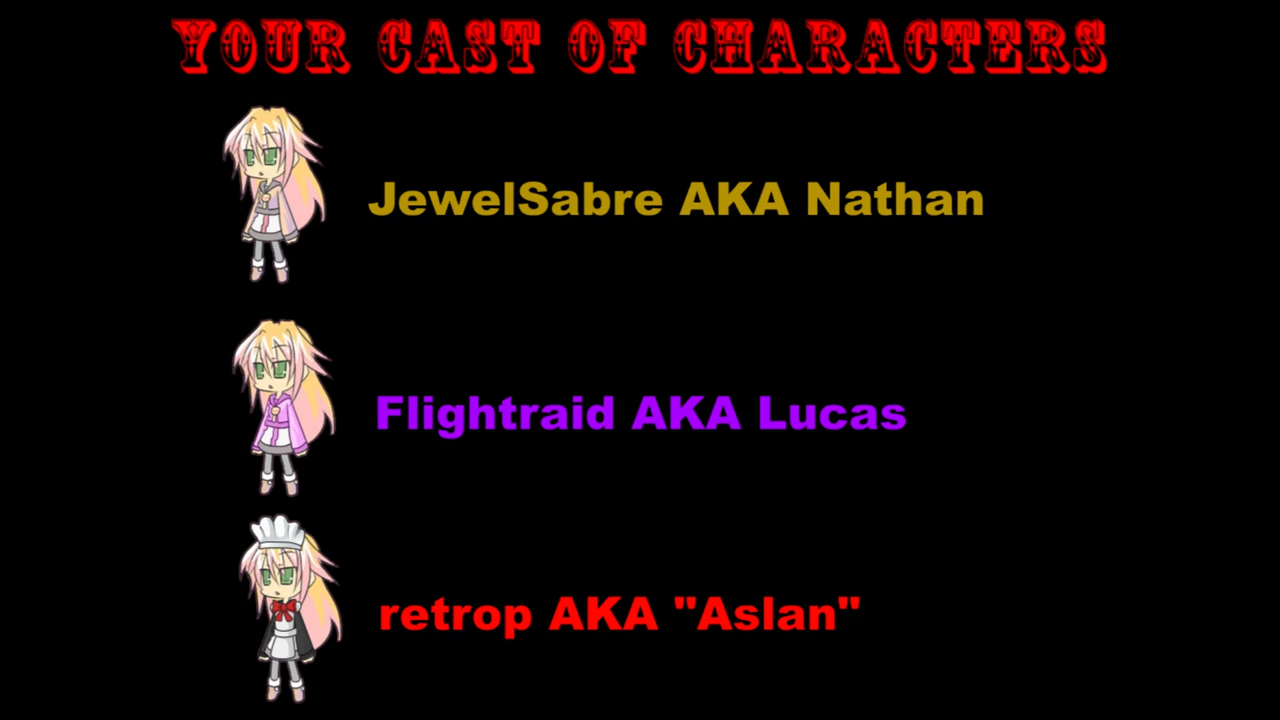 YOUR CAST OF CHARACTERS
JewelSabre AKA Nathan
Flightraid AKA Lucas
retrop AKA "Aslan"